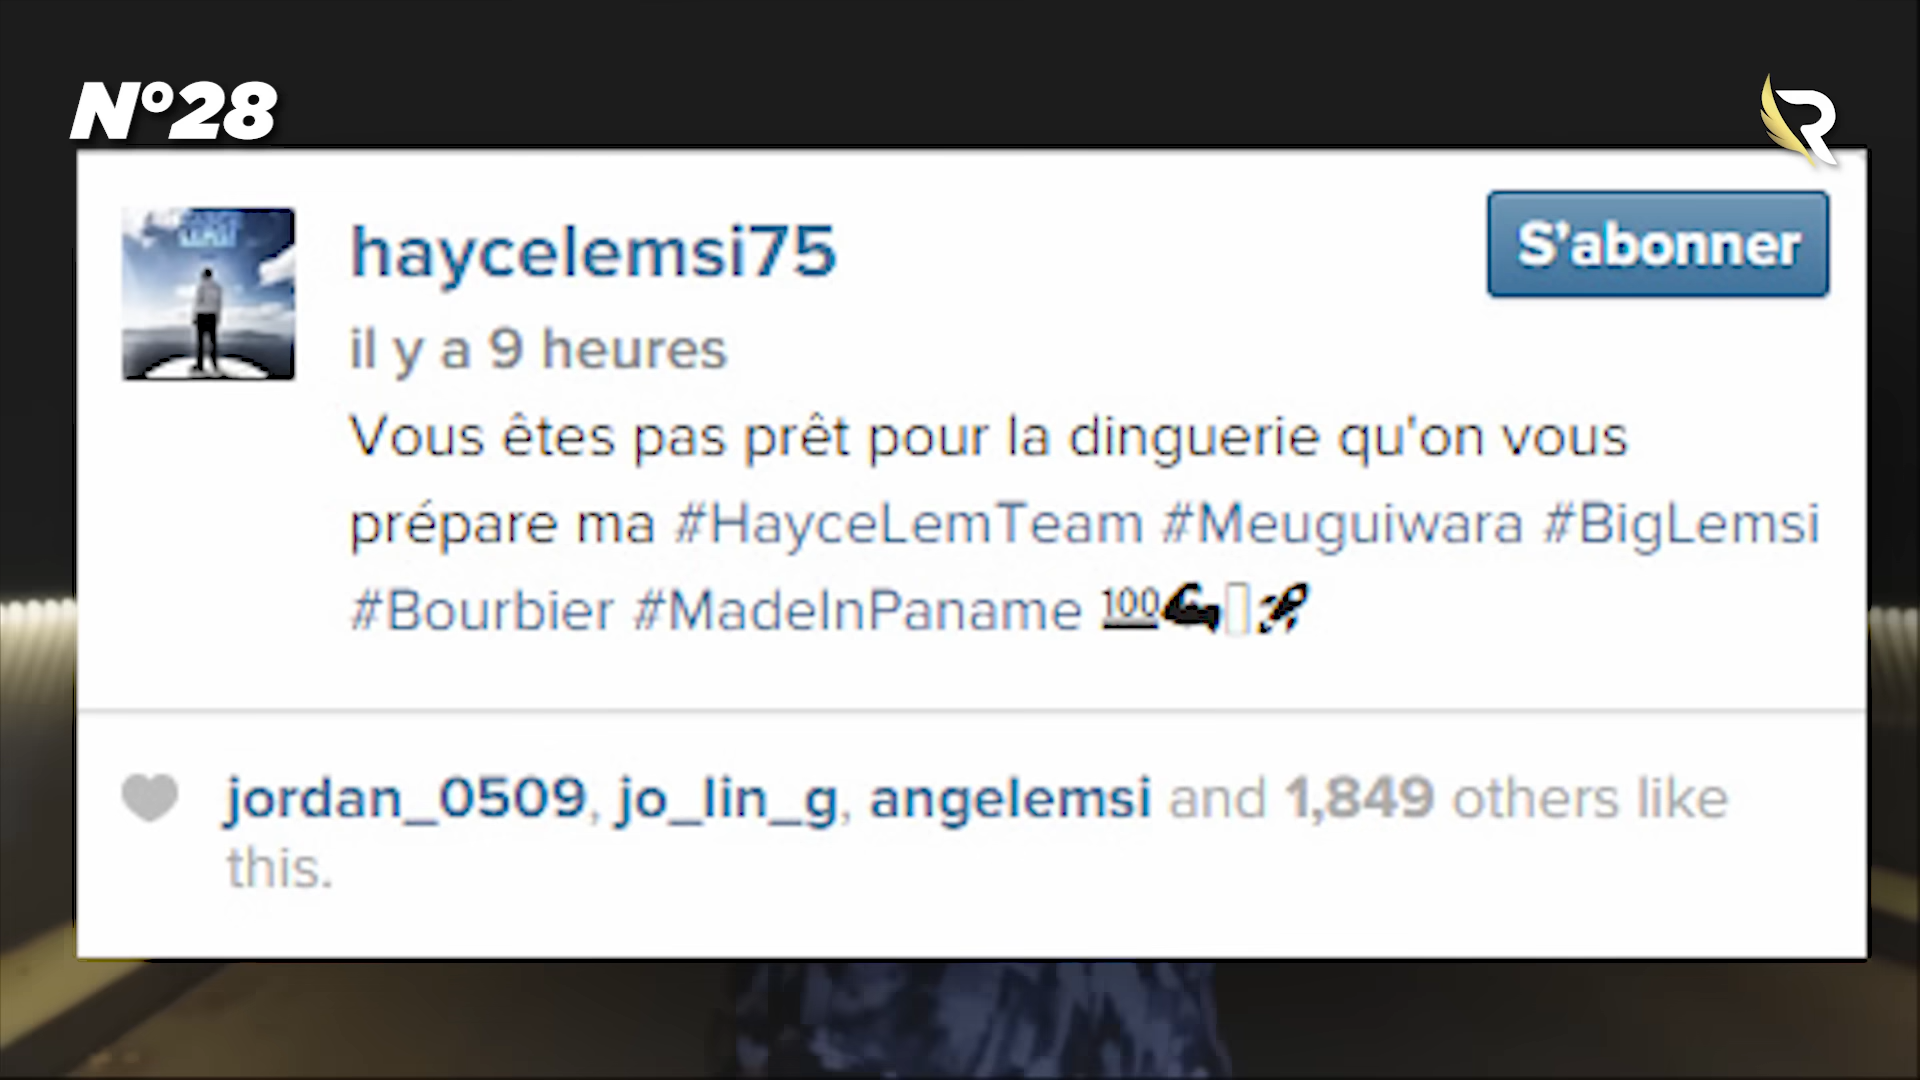 N°28
haycelemsi75
S'abonner
il y a 9 heures
Vous êtes pas prêt pour la dinguerie qu'on vous
prépare ma #HayceLemTeam #Meuguiwara #BigLemsi
#Bourbier #MadeInPaname 💯💪🚀
jordan_0509, jo_lin_g, angelemsi and 1,849 others like
this.